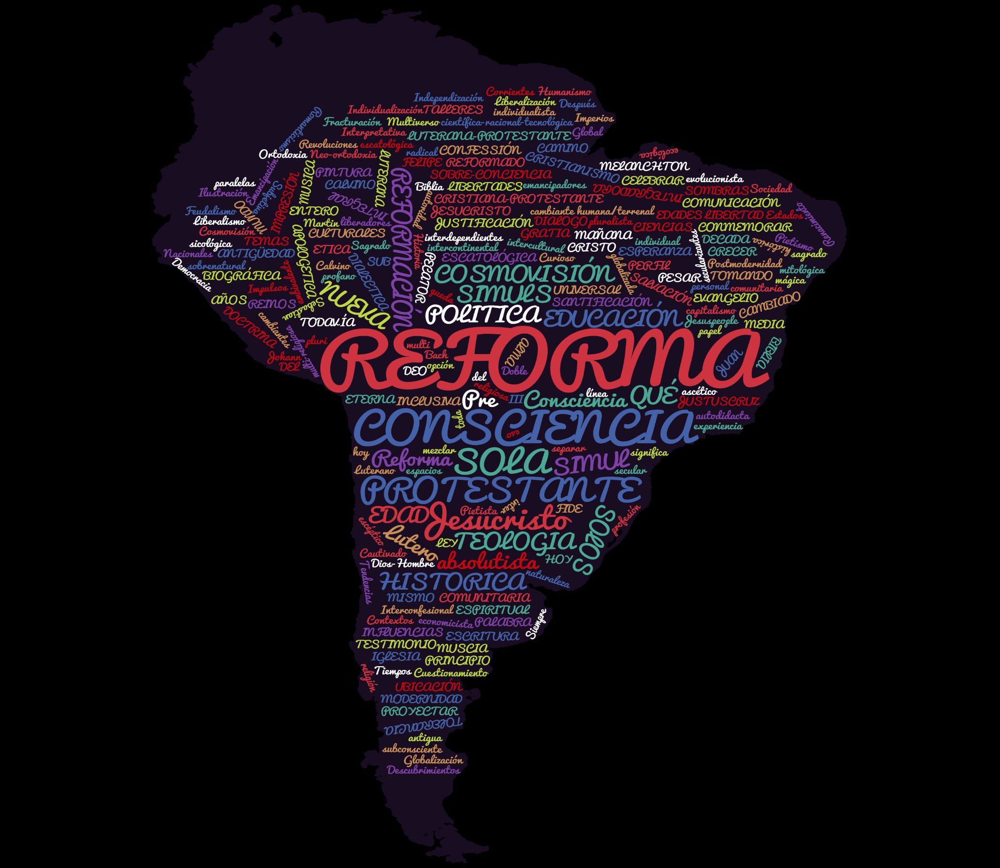 Corrientes Humanismo
Independización
Liberalización Después
Individualización TALLERES
individualista
Romanticismo
Imperios
Fracturación Multiverso científica-racional-tecnológica
Interpretativa LUTERANA-PROTESTANTE Global
Revoluciones escatológica
radical CONFESSIÓN CAMINO
Ortodoxia Neo-ortodoxia
LUTERANA
ecológica
FELIPE REFORMADO CRISTIANISMO
MELANCHTON
Emancipación
MUSICA
PINTURA
REFORMACIÓN
SOBRE-CONCIENCIA
paralelas
Subjetiva
IMPRESIÓN
CALVINO
Biblia LIBERTADES emancipadores
CELEBRAR evolucionista
Ilustración
INTEGRAL
autoridad
CRISTIANA-PROTESTANTE
INTEGRADORA
SOMBRAS Sociedad
COMUNICACIÓN
Feudalismo
MUNDO
ENTERO
JESUCRISTO
cambiante humana/terrenal
EDADES LIBERTAD Estados
Renacimiento
Liberalismo
Martin liberadores
JUSTIFICACIÓN DIALOGO pluralista CIENCIAS CONMEMORAR
Cosmovisión
CULTURALES
GRATIA mañana
sicológica
TEMAS
APOLOGETICA
Historia
interdependientes
individual
secularizantes
DECADA
historica
Pietismo
Nacionales ANTIGÜEDAD
ETICA Sagrado
intercontinental intercultural CRISTO ESPERANZA CRECER sagrado
Democracia
sobrenatural
Calvino
DIALECTICA
SUB
PECCATOR
ESCATOLÓGICA Curioso
globalizada
PERFIL
Postmodernidad
mitológica
BIOGRÁFICA
profano
COSMOVISIÓN
SALVACIÓN
PESAR TOMANDO mágica
Impulsos
NUEVA
queda
SIMULS UNIVERSAL
personal comunitaria
AÑOS REINOS
Sebastian
SANTIFICACIÓN
EVANGELIO
CAMBIADO
DOCTRINA
cambiantes
TODAVÍA
POLITICA EDUCACIÓN
capitalismo
Jesuspeople MEDIA
papel
multi-religiosa
pluri
REFORMA
multi
alma
JUAN
BIBLIA
Johann
Bach
DEL
DEO opción
del
Doble
religiosa
ETERNA INCLUSIVA Pre III Consciencia línea QUÉ ascético
JUSTUSCRUZ
CONSCIENCIA
toda
eso
autodidacta
experiencia
hoy
Reforma
mezclar
SOLA
separar
SIMUL
significa
Luterano espacios
secular
PROTESTANTE
EDAD
Jesucristo
Pietista
inter
FIDE
SOLOS
profesión
escéptico
Lutero
LEY
TEOLOGIA
Cautivado
Dios-Hombre absolutista HOY
Tendencias
HISTORICA
naturaleza
MISMO COMUNITARIA
Interconfesional ESPIRITUAL
Contextos economicista PALABRA
Siempre
INFLUENCIAS ESCRITURA
TESTIMONIO MUSCIA
IGLESIA PRINCIPIO
religión
Tiempos Cuestionamiento
UBICACIÓN
MODERNIDAD
PROYECTAR
TOLERANCIA
antigua
subconsciente
Globalización
Descubrimientos